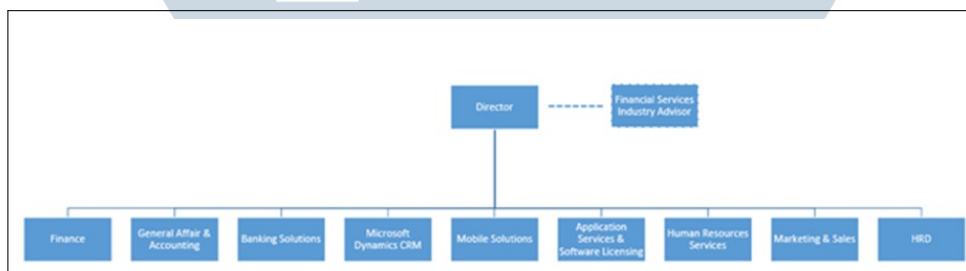 Director
Financial Services
Industry Advisor
Finance
General Affair &
Accounting
Banking Solutions
Microsoft
Dynamics CRM
Mobile Solutions
Application
Services &
Software Licensing
Human Resources
Services
Marketing & Sales
HRD